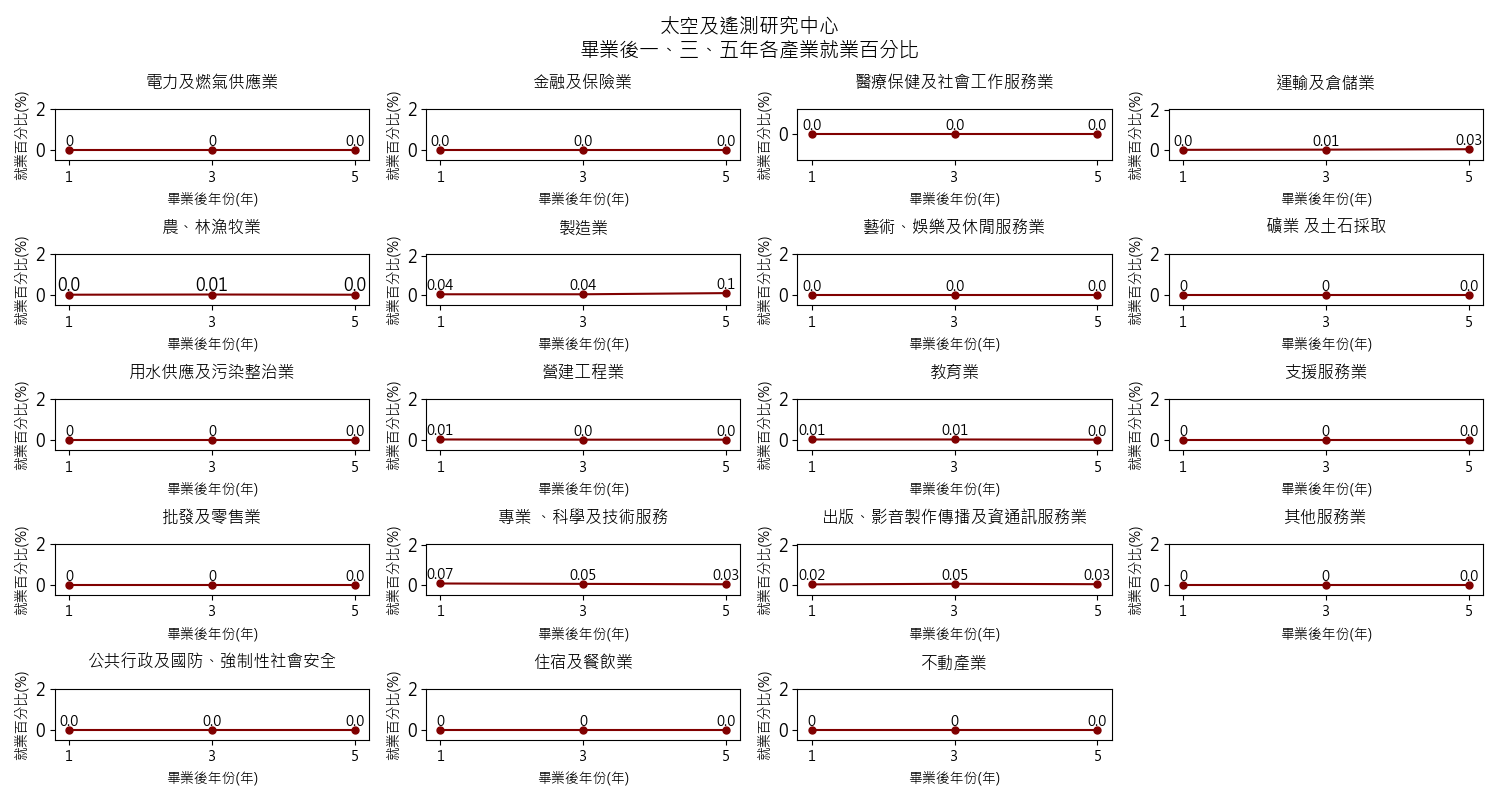 太空及遙測研究中心
畢業後一、三、五年各產業就業百分比
電力及燃氣供應業
就業百分比(%)
2
0
0
0
0.0
1
3
5
畢業後年份(年)
金融及保險業
就業百分比(%)
2
0
0.0
0.0
0.0
1
3
5
畢業後年份(年)
醫療保健及社會工作服務業
就業百分比(%)
0
0.0
0.0
0.0
1
3
5
畢業後年份(年)
運輸及倉儲業
就業百分比(%)
2
0
0.0
0.01
0.03
1
3
5
畢業後年份(年)
農、林漁牧業
就業百分比(%)
2
0
0.0
0.01
0.0
1
3
5
畢業後年份(年)
製造業
就業百分比(%)
2
0
0.04
0.04
0.1
1
3
5
畢業後年份(年)
藝術、娛樂及休閒服務業
就業百分比(%)
2
0
0.0
0.0
0.0
1
3
5
畢業後年份(年)
礦業 及土石採取
就業百分比(%)
2
0
0
0
0.0
1
3
5
畢業後年份(年)
用水供應及污染整治業
就業百分比(%)
2
0
0
0
0.0
1
3
5
畢業後年份(年)
營建工程業
就業百分比(%)
2
0
0.01
0.0
0.0
1
3
5
畢業後年份(年)
教育業
就業百分比(%)
2
0
0.01
0.01
0.0
1
3
5
畢業後年份(年)
支援服務業
就業百分比(%)
2
0
0
0
0.0
1
3
5
畢業後年份(年)
批發及零售業
就業百分比(%)
2
0
0
0
0.0
1
3
5
畢業後年份(年)
專業 、科學及技術服務
就業百分比(%)
2
0
0.07
0.05
0.03
1
3
5
畢業後年份(年)
出版、影音製作傳播及資通訊服務業
就業百分比(%)
2
0
0.02
0.05
0.03
1
3
5
畢業後年份(年)
其他服務業
就業百分比(%)
2
0
0
0
0.0
1
3
5
畢業後年份(年)
公共行政及國防、強制性社會安全
就業百分比(%)
2
0
0.0
0.0
0.0
1
3
5
畢業後年份(年)
住宿及餐飲業
就業百分比(%)
2
0
0
0
0.0
1
3
5
畢業後年份(年)
不動產業
就業百分比(%)
2
0
0
0
0.0
1
3
5
畢業後年份(年)